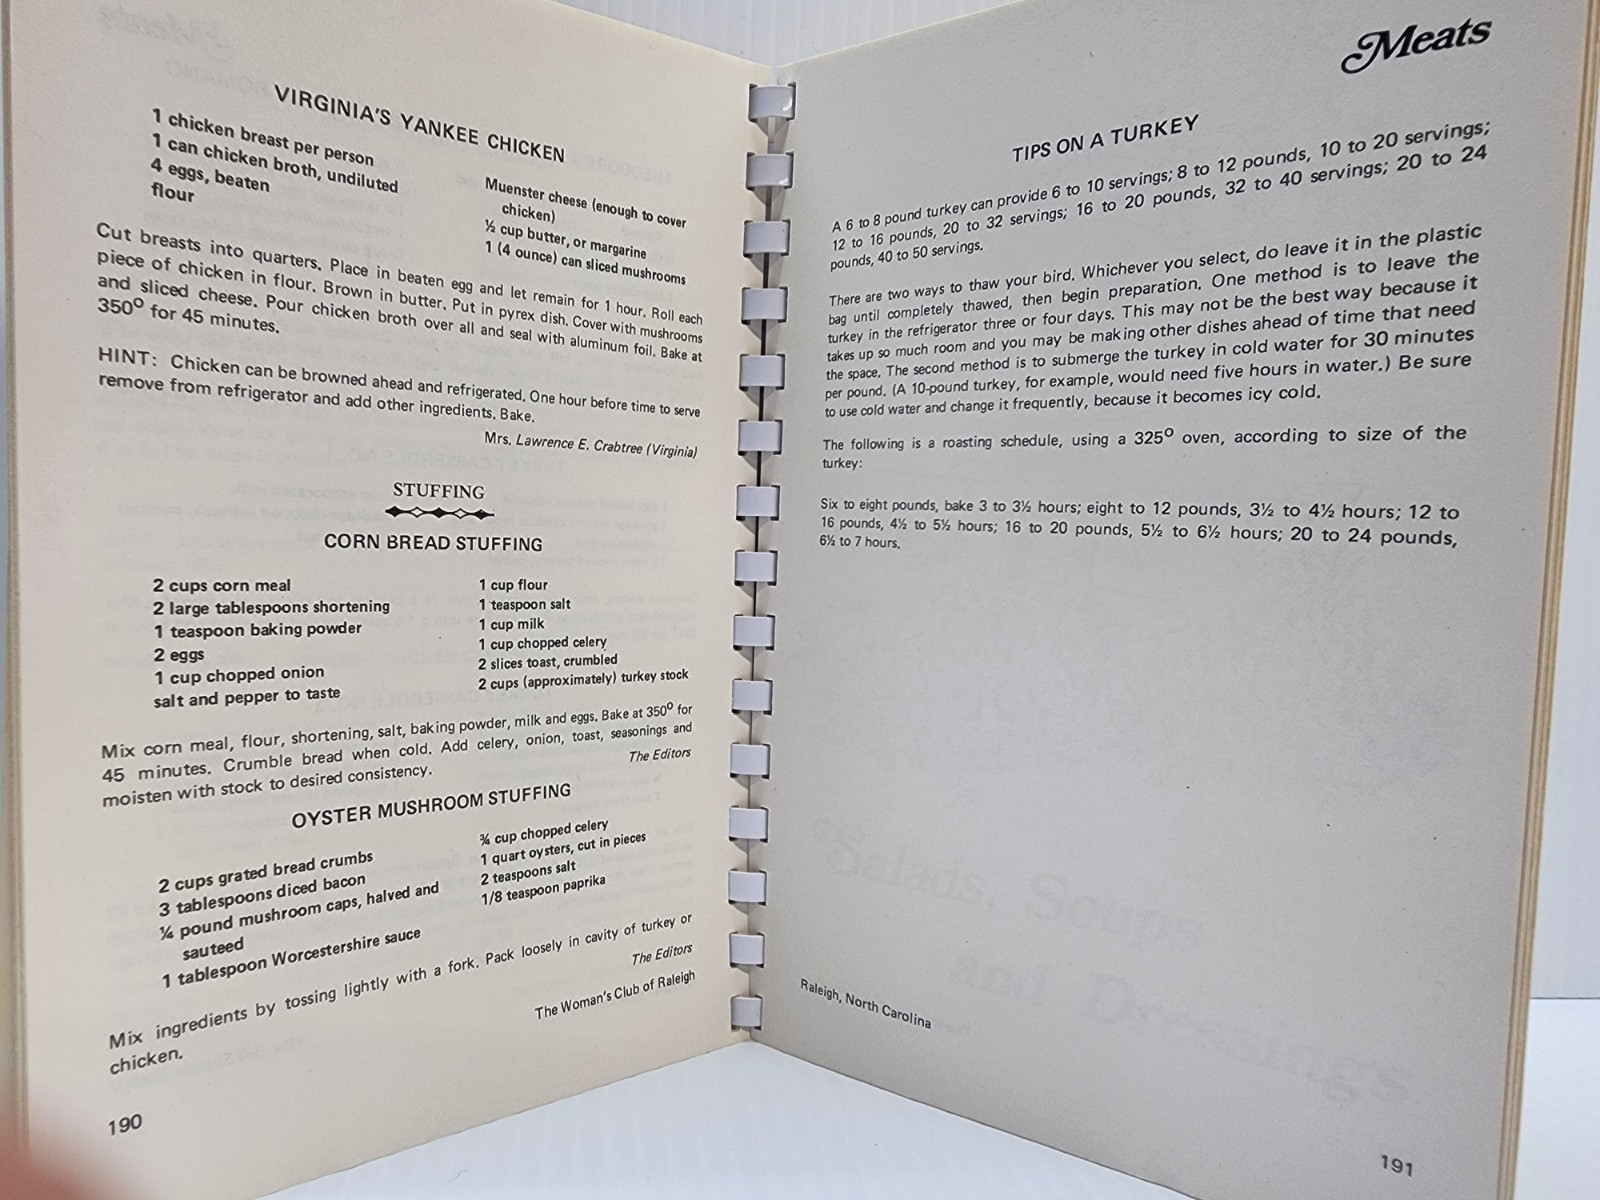 VIRGINIA'S YANKEE CHICKEN
1 chicken breast per person
1 can chicken broth, undiluted
4 eggs, beaten
flour
Muenster cheese (enough to cover
chicken)
½ cup butter, or margarine
1 (4 ounce) can sliced mushrooms
Cut breasts into quarters. Place in beaten egg and let remain for 1 hour. Roll each
piece of chicken in flour. Brown in butter. Put in pyrex dish. Cover with mushrooms
and sliced cheese. Pour chicken broth over all and seal with aluminum foil. Bake at
350° for 45 minutes.
HINT: Chicken can be browned ahead and refrigerated. One hour before time to serve
remove from refrigerator and add other ingredients. Bake.
Mrs. Lawrence E. Crabtree (Virginia)
STUFFING
CORN BREAD STUFFING
2 cups corn meal
2 large tablespoons shortening
1 teaspoon baking powder
2 eggs
1 cup chopped onion
salt and pepper to taste
1 cup flour
1 teaspoon salt
1 cup milk
1 cup chopped celery
2 slices toast, crumbled
2 cups (approximately) turkey stock
Mix corn meal, flour, shortening, salt, baking powder, milk and eggs. Bake at 350° for
45 minutes. Crumble bread when cold. Add celery, onion, toast, seasonings and
moisten with stock to desired consistency.
The Editors
OYSTER MUSHROOM STUFFING
2 cups grated bread crumbs
3 tablespoons diced bacon
¼ pound mushroom caps, halved and
sauteed
1 tablespoon Worcestershire sauce
¾ cup chopped celery
1 quart oysters, cut in pieces
2 teaspoons salt
1/8 teaspoon paprika
Mix ingredients by tossing lightly with a fork. Pack loosely in cavity of turkey or
chicken.
The Editors
The Woman's Club of Raleigh
190
Meats
TIPS ON A TURKEY
A 6 to 8 pound turkey can provide 6 to 10 servings; 8 to 12 pounds, 10 to 20 servings;
12 to 16 pounds, 20 to 32 servings; 16 to 20 pounds, 32 to 40 servings; 20 to 24
pounds, 40 to 50 servings.
There are two ways to thaw your bird. Whichever you select, do leave it in the plastic
bag until completely thawed, then begin preparation. One method is to leave the
turkey in the refrigerator three or four days. This may not be the best way because it
takes up so much room and you may be making other dishes ahead of time that need
the space. The second method is to submerge the turkey in cold water for 30 minutes
per pound. (A 10-pound turkey, for example, would need five hours in water.) Be sure
to use cold water and change it frequently, because it becomes icy cold.
The following is a roasting schedule, using a 325° oven, according to size of the
turkey:
Six to eight pounds, bake 3 to 3½ hours; eight to 12 pounds, 3½ to 4½ hours; 12 to
16 pounds, 4½ to 5½ hours; 16 to 20 pounds, 5½ to 6½ hours; 20 to 24 pounds,
6½ to 7 hours.
Salads, Soups
and Dressings
Raleigh, North Carolina
191